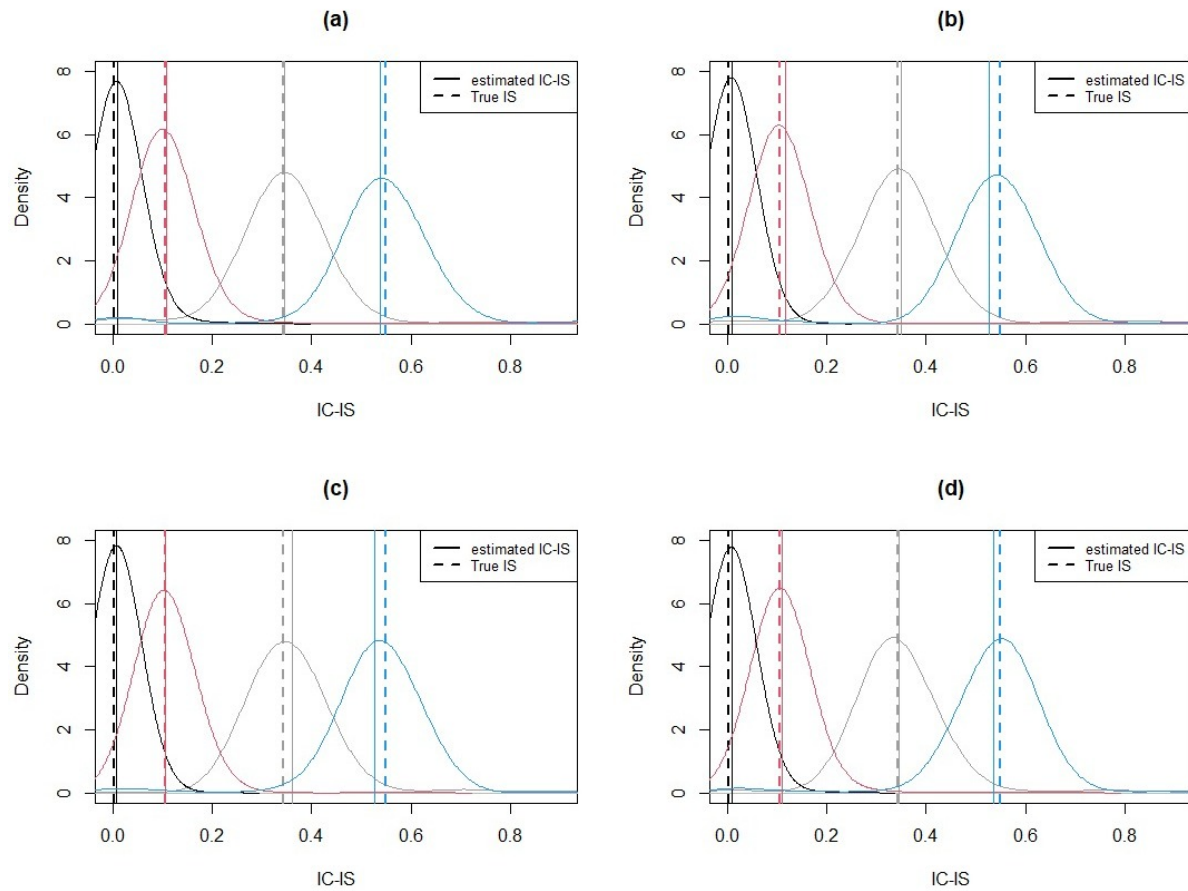 (a)
8
6
4
2
0
Density
estimated IC-IS
True IS
0.0 0.2 0.4 0.6 0.8
IC-IS
(b)
8
6
4
2
0
Density
estimated IC-IS
True IS
0.0 0.2 0.4 0.6 0.8
IC-IS
(c)
8
6
4
2
0
Density
estimated IC-IS
True IS
0.0 0.2 0.4 0.6 0.8
IC-IS
(d)
8
6
4
2
0
Density
estimated IC-IS
True IS
0.0 0.2 0.4 0.6 0.8
IC-IS